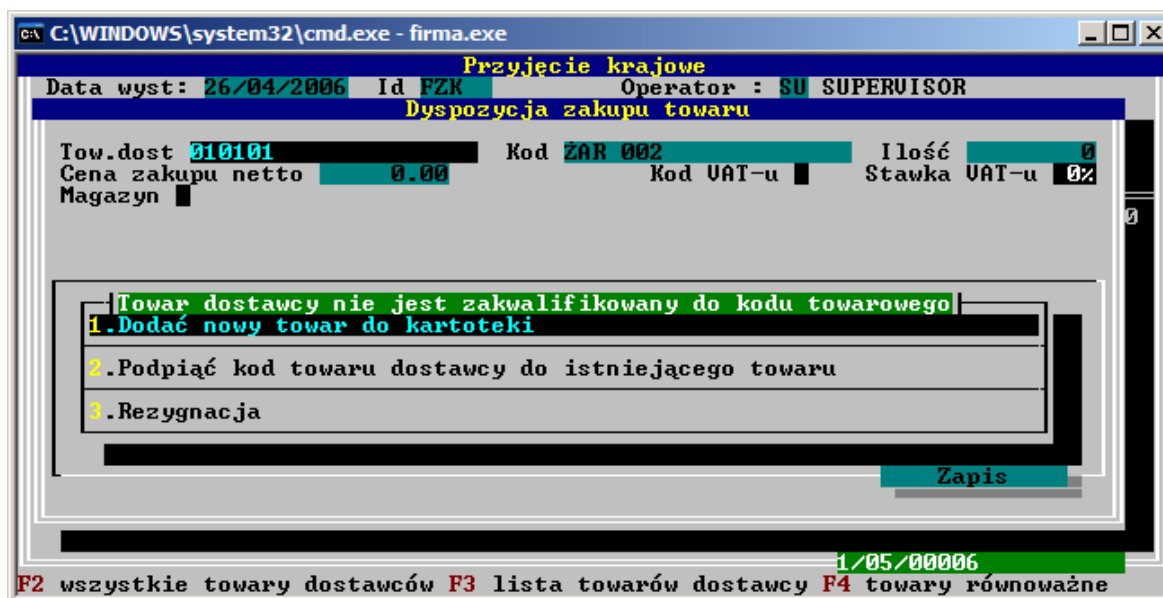 C:\WINDOWS\system32\cmd.exe - firma.exe
Przyjęcie krajowe
Data wyst: 26/04/2006 Id FZK Operator : SU SUPERVISOR
Dyspozycja zakupu towaru
Tow.dost 010101 Kod ŻAR 002 Ilość 0
Cena zakupu netto 0.00 Kod VAT-u Stawka VAT-u 0%
Magazyn
0
Towar dostawcy nie jest zakwalifikowany do kodu towarowego
1.Dodać nowy towar do kartoteki
2.Podpiąć kod towaru dostawcy do istniejącego towaru
3.Rezygnacja
Zapis
1/05/00006
F2 wszystkie towary dostawców F3 lista towarów dostawcy F4 towary równoważne